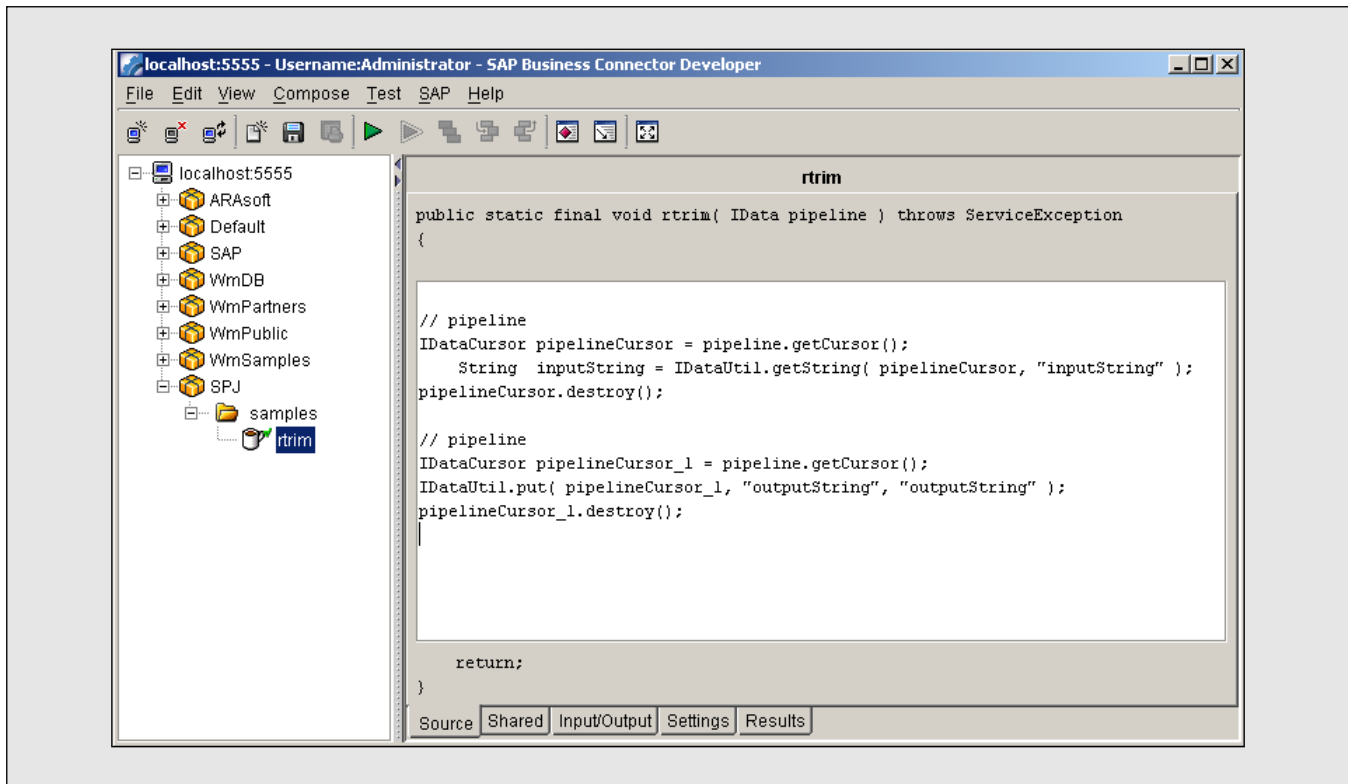 localhost:5555 - Username:Administrator - SAP Business Connector Developer
File Edit View Compose Test SAP Help
localhost:5555
ARAsoft
Default
SAP
WmDB
WmPartners
WmPublic
WmSamples
SPJ
samples
rtrim
rtrim
public static final void rtrim( IData pipeline ) throws ServiceException
{
// pipeline
IDataCursor pipelineCursor = pipeline.getCursor();
String inputString = IDataUtil.getString( pipelineCursor, "inputString" );
pipelineCursor.destroy();
// pipeline
IDataCursor pipelineCursor_1 = pipeline.getCursor();
IDataUtil.put( pipelineCursor_1, "outputString", "outputString" );
pipelineCursor_1.destroy();
return;
}
Source Shared Input/Output Settings Results